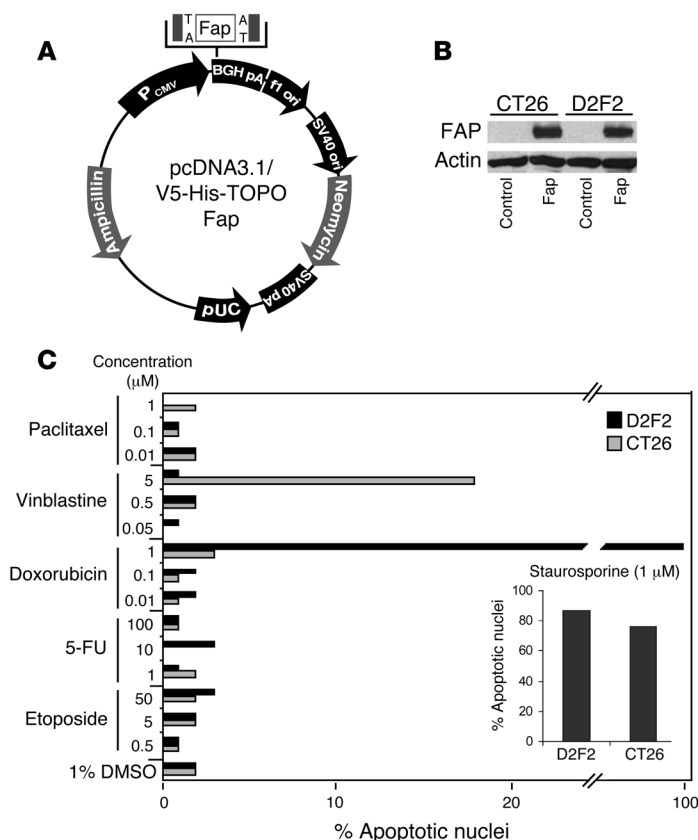 A
T
A
Fap
A
T
P CMV
BGH pA
f1 ori
SV40 ori
Neomycin
SV40 pA
pUC
Ampicillin
pcDNA3.1/
V5-His-TOPO
Fap
B
CT26 D2F2
FAP
Actin
Control
Fap
Control
Fap
C
Concentration
(μM)
Paclitaxel
1
0.1
0.01
Vinblastine
5
0.5
0.05
Doxorubicin
1
0.1
0.01
5-FU
100
10
1
Etoposide
50
5
0.5
1% DMSO
D2F2
CT26
Staurosporine (1 μM)
% Apoptotic nuclei
100
80
60
40
20
0
D2F2 CT26
0 10 20 100
% Apoptotic nuclei